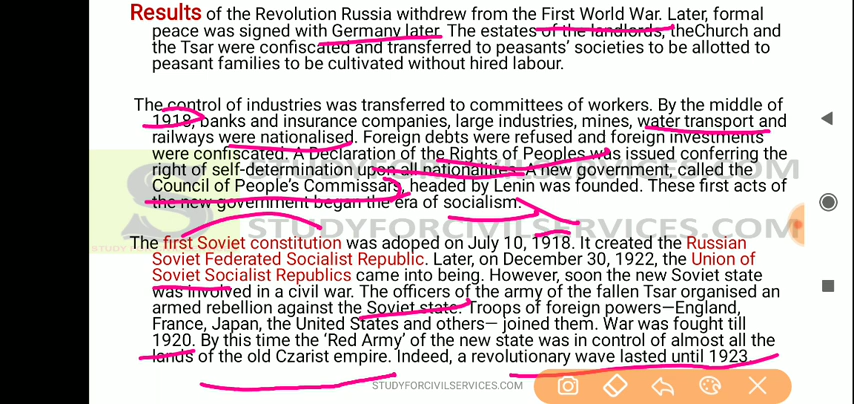 Results of the Revolution Russia withdrew from the First World War. Later, formal
peace was signed with Germany later. The estates of the landlords, theChurch and
the Tsar were confiscated and transferred to peasants' societies to be allotted to
peasant families to be cultivated without hired labour.
The control of industries was transferred to committees of workers. By the middle of
1918, banks and insurance companies, large industries, mines, water transport and
railways were nationalised. Foreign debts were refused and foreign investments
were confiscated. A Declaration of the Rights of Peoples was issued conferring the
right of self-determination upon all nationalities. A new government, called the
Council of People's Commissars, headed by Lenin was founded. These first acts of
the new government began the era of socialism.
STUDYFORCIVILSERVICES.COM
The first Soviet constitution was adoped on July 10, 1918. It created the Russian
Soviet Federated Socialist Republic. Later, on December 30, 1922, the Union of
Soviet Socialist Republics came into being. However, soon the new Soviet state
was involved in a civil war. The officers of the army of the fallen Tsar organised an
armed rebellion against the Soviet state. Troops of foreign powers—England,
France, Japan, the United States and others— joined them. War was fought till
1920. By this time the 'Red Army' of the new state was in control of almost all the
lands of the old Czarist empire. Indeed, a revolutionary wave lasted until 1923.
STUDYFORCIVILSERVICES.COM